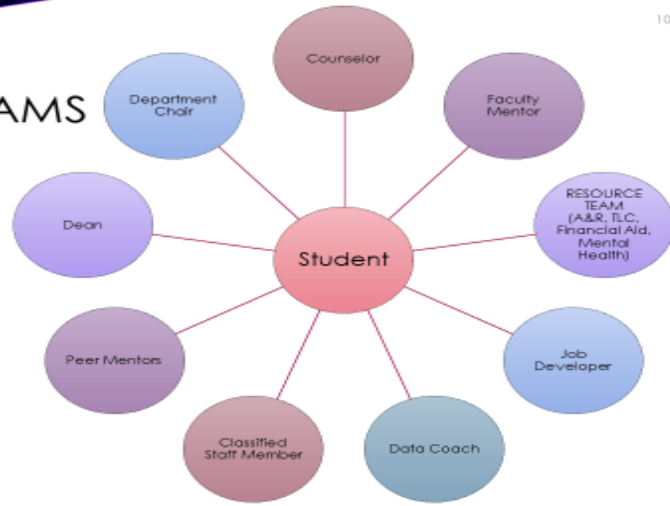 10
AMS
Counselor
Department
Chair
Faculty
Mentor
Dean
RESOURCE
TEAM
(A&R, TLC,
Financial Aid,
Mental
Health)
Student
Peer Mentors
Job
Developer
Classified
Staff Member
Data Coach